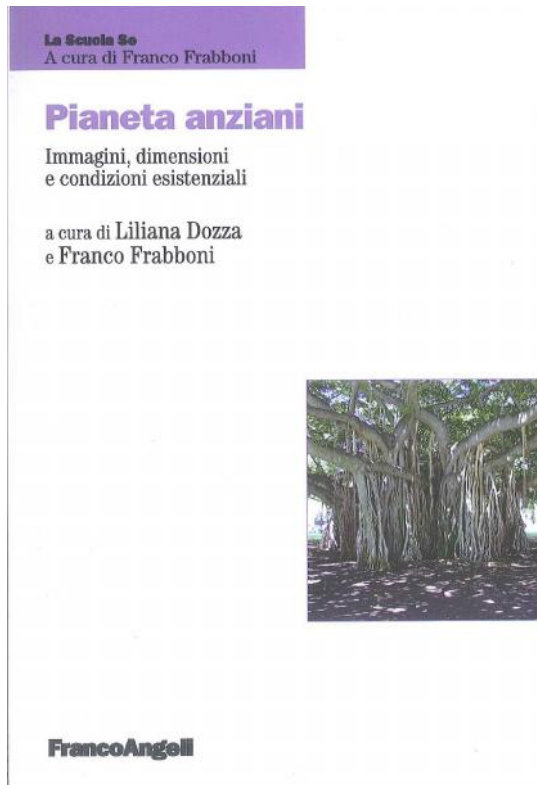 La Scuola Se
A cura di Franco Frabboni
Pianeta anziani
Immagini, dimensioni
e condizioni esistenziali
a cura di Liliana Dozza
e Franco Frabboni
FrancoAngeli